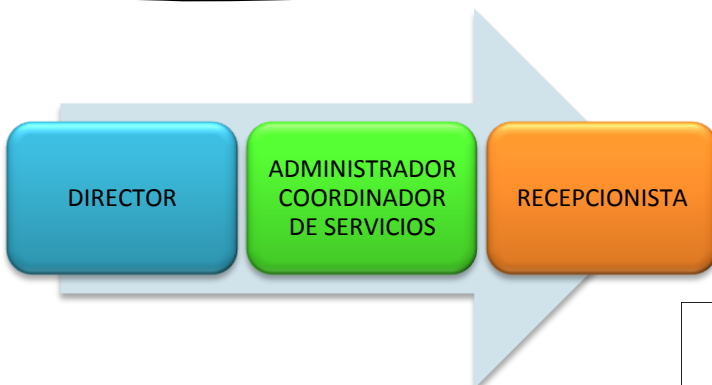 DIRECTOR
ADMINISTRADOR
COORDINADOR
DE SERVICIOS
RECEPCIONISTA